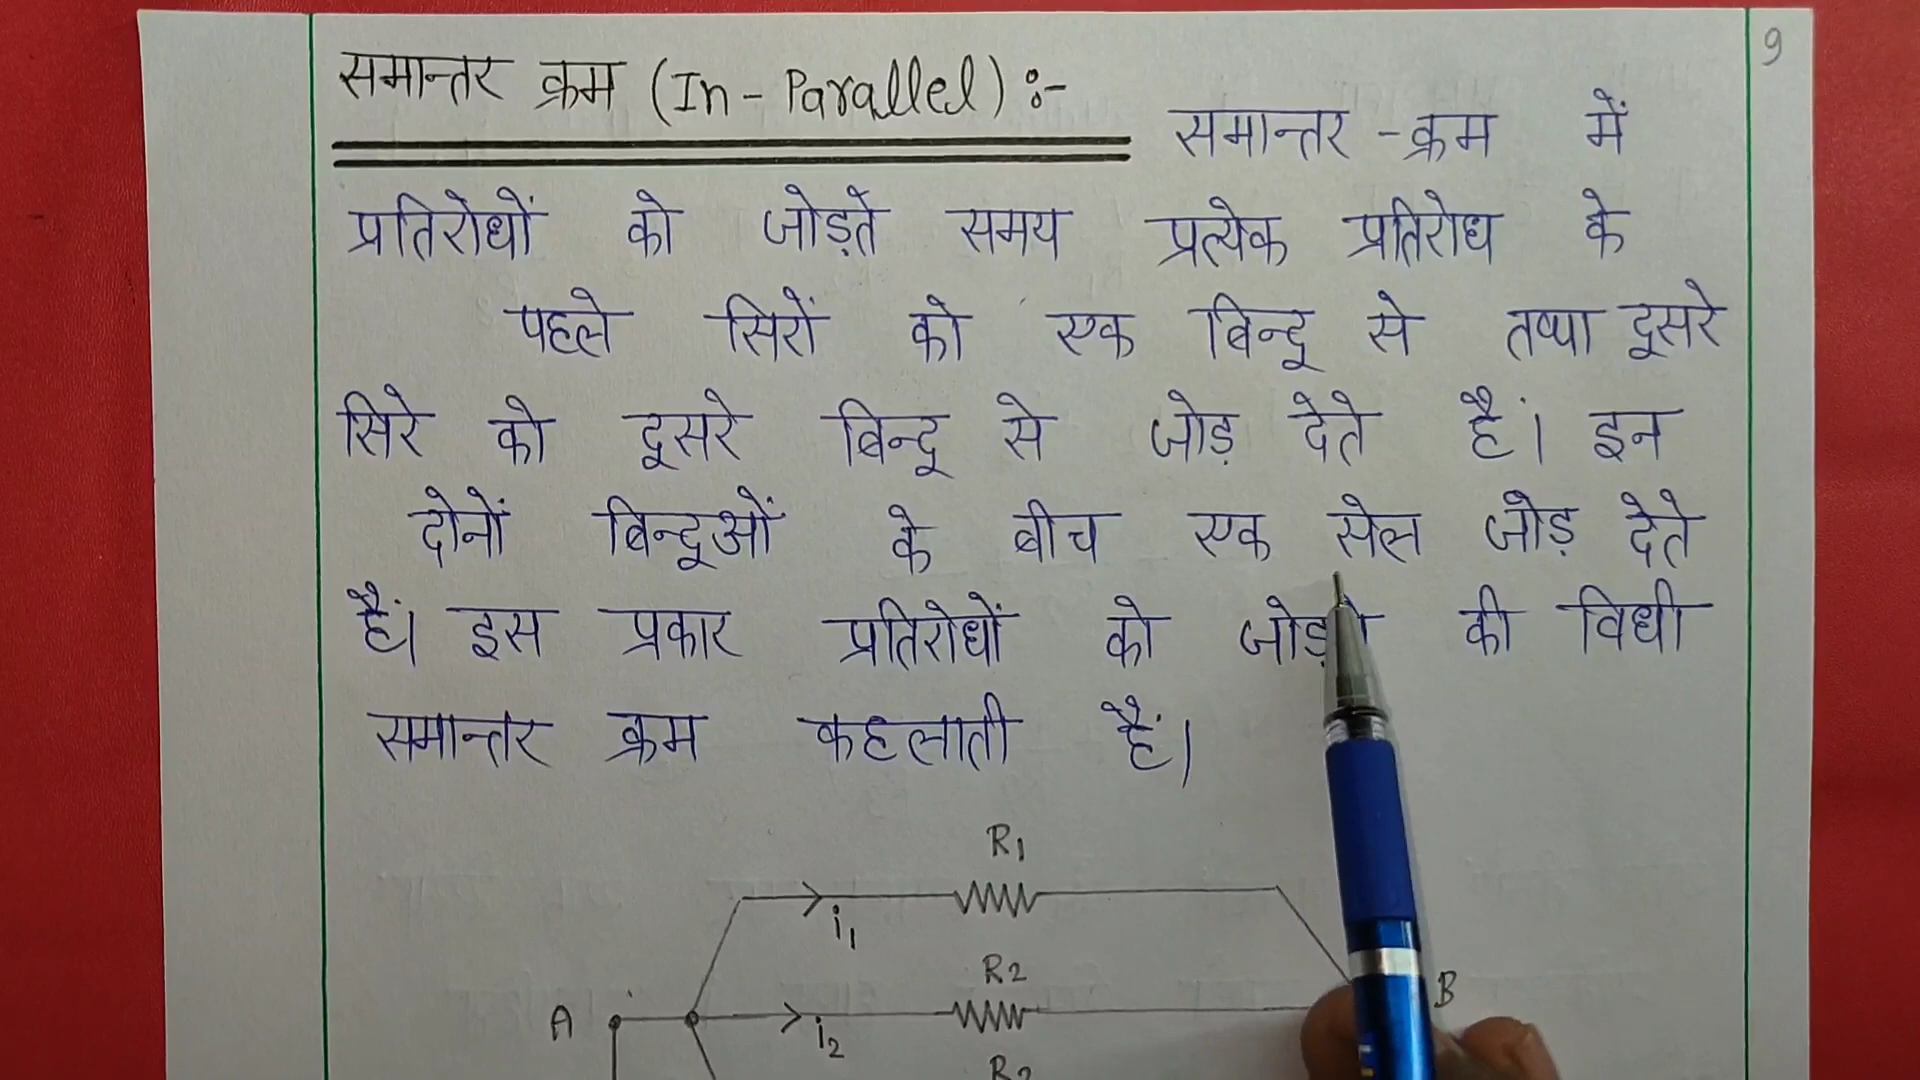 9
समान्तर क्रम (In-Parallel) :-
समान्तर-क्रम में
प्रतिरोधों को जोड़ते समय प्रत्येक प्रतिरोध के
पहले सिरों को एक बिन्दू से तथा दूसरे
सिरे को दूसरे बिन्दू से जोड़ देते हैं। इन
दोनों बिन्दूओं के बीच एक सेल जोड़ देते
हैं। इस प्रकार प्रतिरोधों को की विधी
समान्तर क्रम कहलाती हैं।
R1
i1
R2
A
B
i2